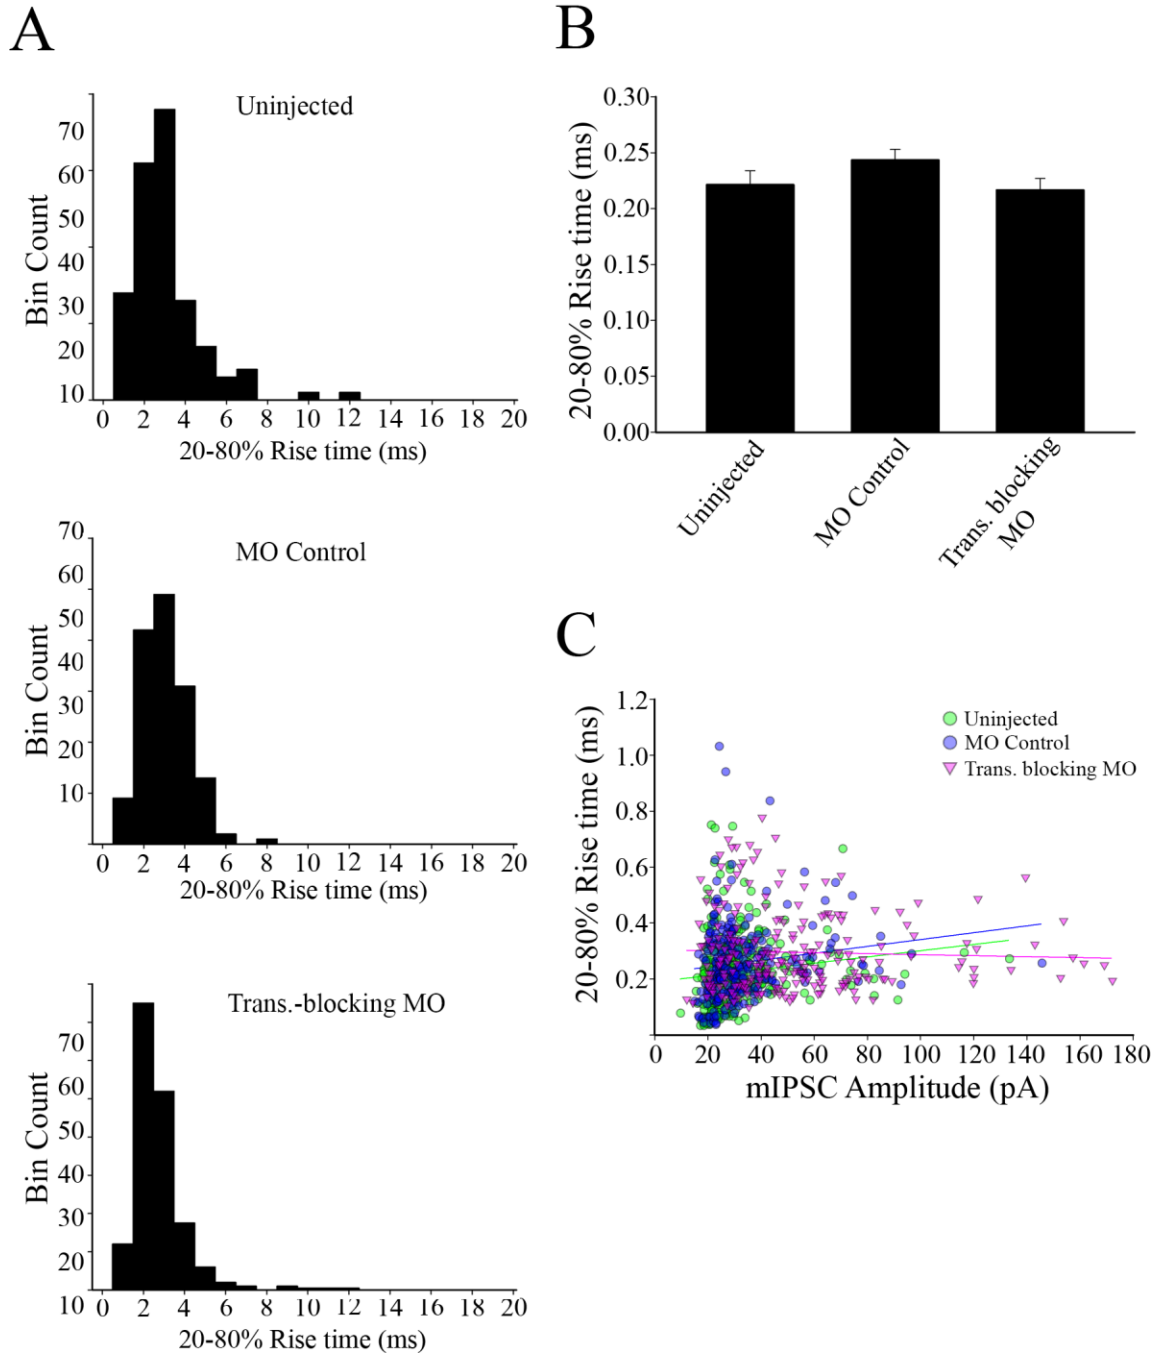 A
Uninjected
Bin Count
70
60
50
40
30
20
10
0 2 4 6 8 10 12 14 16 18 20
20-80% Rise time (ms)
MO Control
Bin Count
70
60
50
40
30
20
10
0 2 4 6 8 10 12 14 16 18 20
20-80% Rise time (ms)
Trans.-blocking MO
Bin Count
70
60
50
40
30
20
10
0 2 4 6 8 10 12 14 16 18 20
20-80% Rise time (ms)
B
20-80% Rise time (ms)
0.30
0.25
0.20
0.15
0.10
0.05
0.00
Uninjected
MO Control
Trans. blocking
MO
C
20-80% Rise time (ms)
1.2
1.0
0.8
0.6
0.4
0.2
Uninjected
MO Control
Trans. blocking MO
0 20 40 60 80 100 120 140 160 180
mIPSC Amplitude (pA)